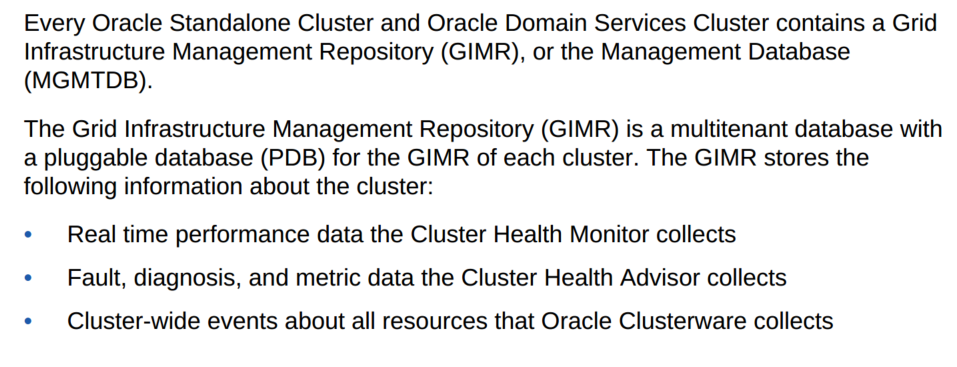 Every Oracle Standalone Cluster and Oracle Domain Services Cluster contains a Grid
Infrastructure Management Repository (GIMR), or the Management Database
(MGMTDB).
The Grid Infrastructure Management Repository (GIMR) is a multitenant database with
a pluggable database (PDB) for the GIMR of each cluster. The GIMR stores the
following information about the cluster:
• Real time performance data the Cluster Health Monitor collects
• Fault, diagnosis, and metric data the Cluster Health Advisor collects
• Cluster-wide events about all resources that Oracle Clusterware collects